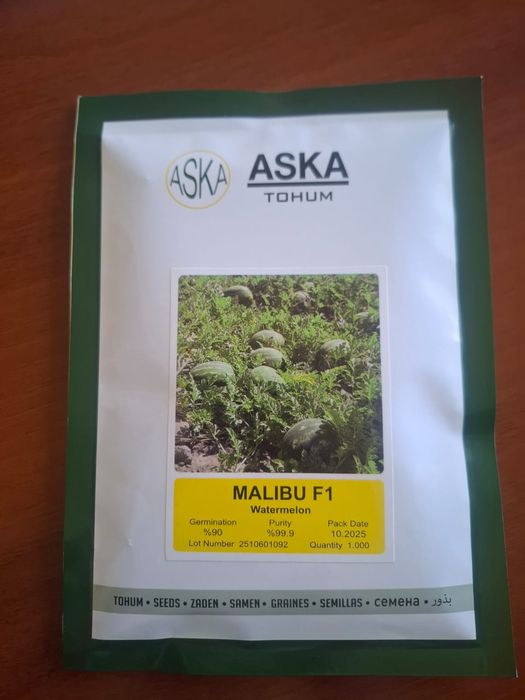 ASKA
ASKA
TOHUM
MALIBU F1
Watermelon
Germination Purity Pack Date
%90 %99.9 10.2025
Lot Number 2510601092 Quantity 1.000
TOHUM • SEEDS • ZADEN • SAMEN • GRAINES • SEMILLAS • семена • بذور